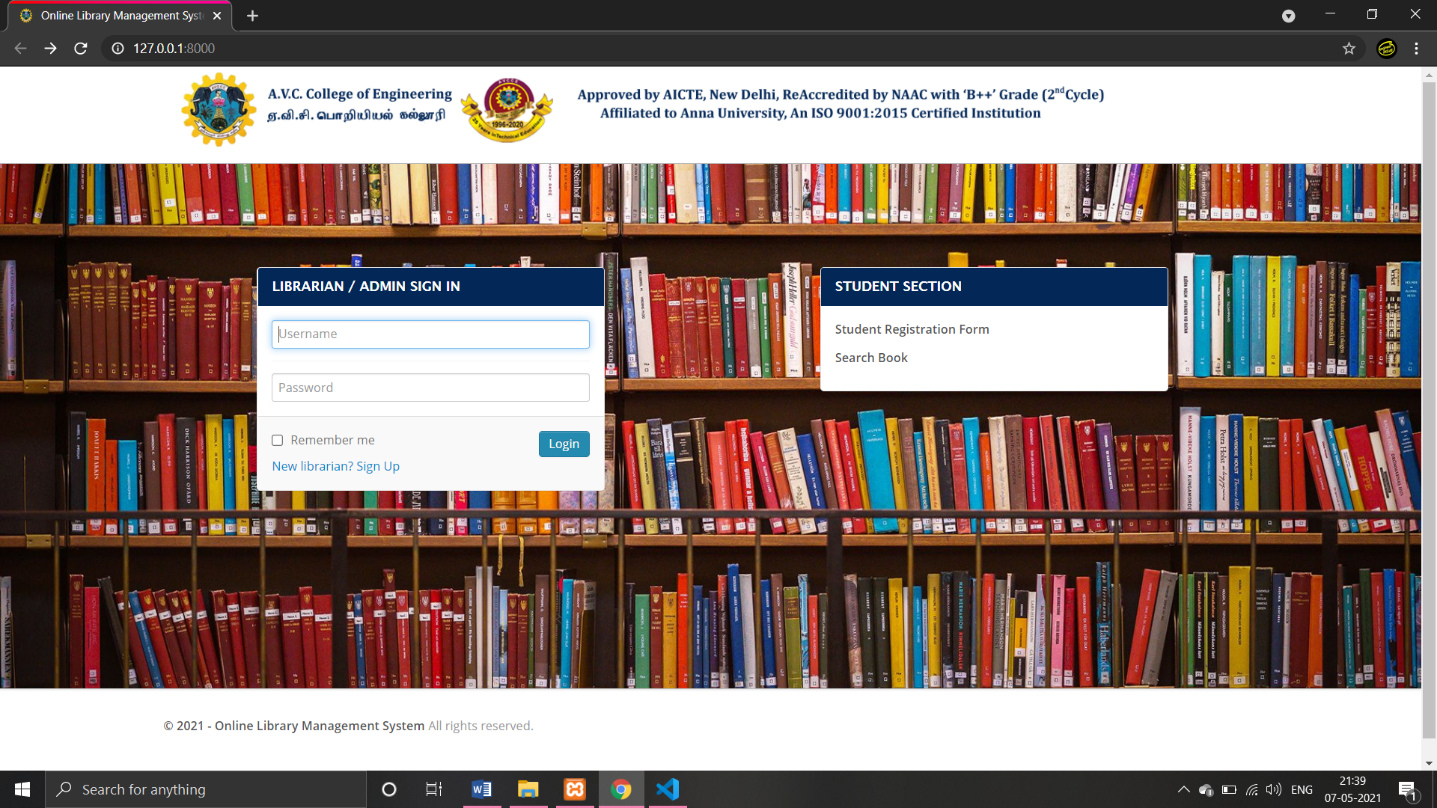 Online Library Management Syst
127.0.0.1:8000
A.V.C. College of Engineering
ஏ.வி.சி. பொறியியல் கல்லூரி
Approved by AICTE, New Delhi, ReAccredited by NAAC with ‘B++’ Grade (2nd Cycle)
Affiliated to Anna University, An ISO 9001:2015 Certified Institution
LIBRARIAN / ADMIN SIGN IN
Username
Password
Remember me
Login
New librarian? Sign Up
STUDENT SECTION
Student Registration Form
Search Book
© 2021 - Online Library Management System All rights reserved.
Search for anything
ENG
21:39
07-05-2021
1